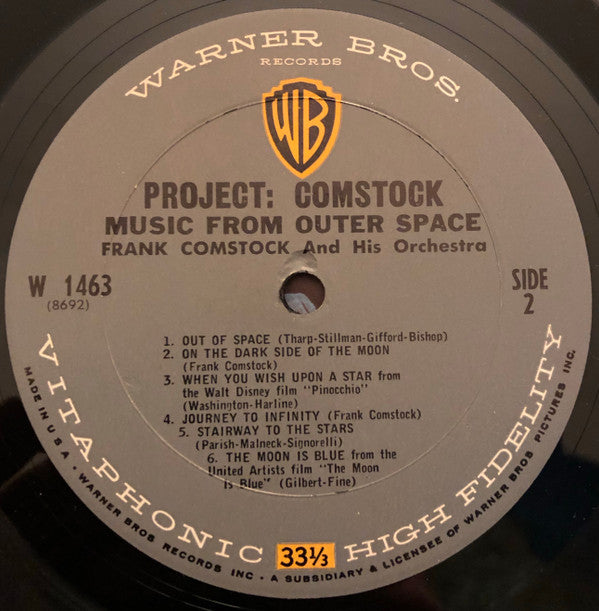 WARNER BROS.
RECORDS
WB
PROJECT: COMSTOCK
MUSIC FROM OUTER SPACE
FRANK COMSTOCK And His Orchestra
W 1463
(8692)
SIDE
2
1. OUT OF SPACE (Tharp-Stillman-Gifford-Bishop)
2. ON THE DARK SIDE OF THE MOON
(Frank Comstock)
3. WHEN YOU WISH UPON A STAR from
the Walt Disney film "Pinocchio"
(Washington-Harline)
4. JOURNEY TO INFINITY (Frank Comstock)
5. STAIRWAY TO THE STARS
(Parish-Malneck-Signorelli)
6. THE MOON IS BLUE from the
United Artists film "The Moon
Is Blue" (Gilbert-Fine)
VITAPHONIC 33⅓ HIGH FIDELITY
MADE IN U.S.A. • WARNER BROS RECORDS INC • A SUBSIDIARY & LICENSEE OF WARNER BROS PICTURES INC.